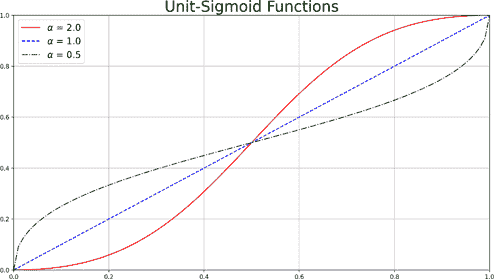 Unit-Sigmoid Functions
1.0
α = 2.0
α = 1.0
α = 0.5
0.8
0.6
0.4
0.2
0.0
0.0 0.2 0.4 0.6 0.8 1.0